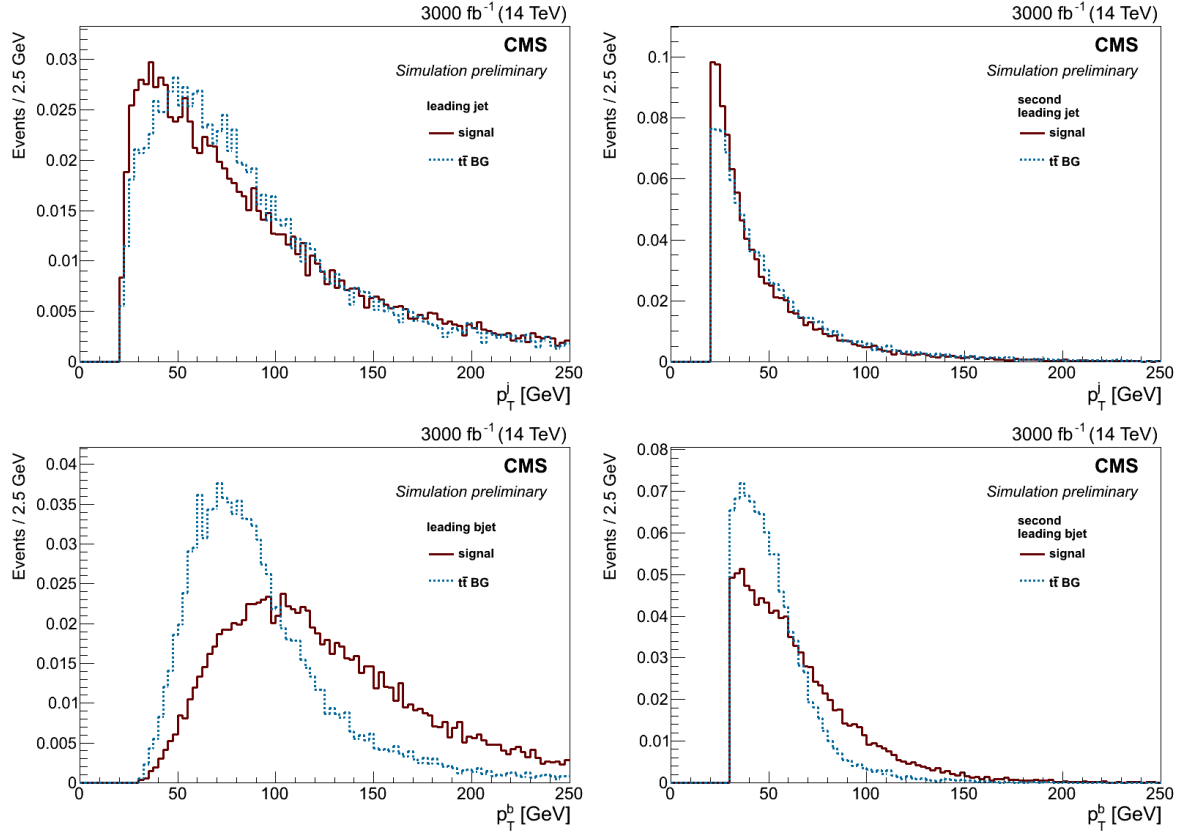 3000 fb⁻¹ (14 TeV)
Events / 2.5 GeV
CMS
Simulation preliminary
leading jet
signal
tt̄ BG
0.03
0.025
0.02
0.015
0.01
0.005
0
0 50 100 150 200 250
p_T^j [GeV]
3000 fb⁻¹ (14 TeV)
Events / 2.5 GeV
CMS
Simulation preliminary
second
leading jet
signal
tt̄ BG
0.1
0.08
0.06
0.04
0.02
0
0 50 100 150 200 250
p_T^j [GeV]
3000 fb⁻¹ (14 TeV)
Events / 2.5 GeV
CMS
Simulation preliminary
leading bjet
signal
tt̄ BG
0.04
0.035
0.03
0.025
0.02
0.015
0.01
0.005
0
0 50 100 150 200 250
p_T^b [GeV]
3000 fb⁻¹ (14 TeV)
Events / 2.5 GeV
CMS
Simulation preliminary
second
leading bjet
signal
tt̄ BG
0.08
0.07
0.06
0.05
0.04
0.03
0.02
0.01
0
0 50 100 150 200 250
p_T^b [GeV]